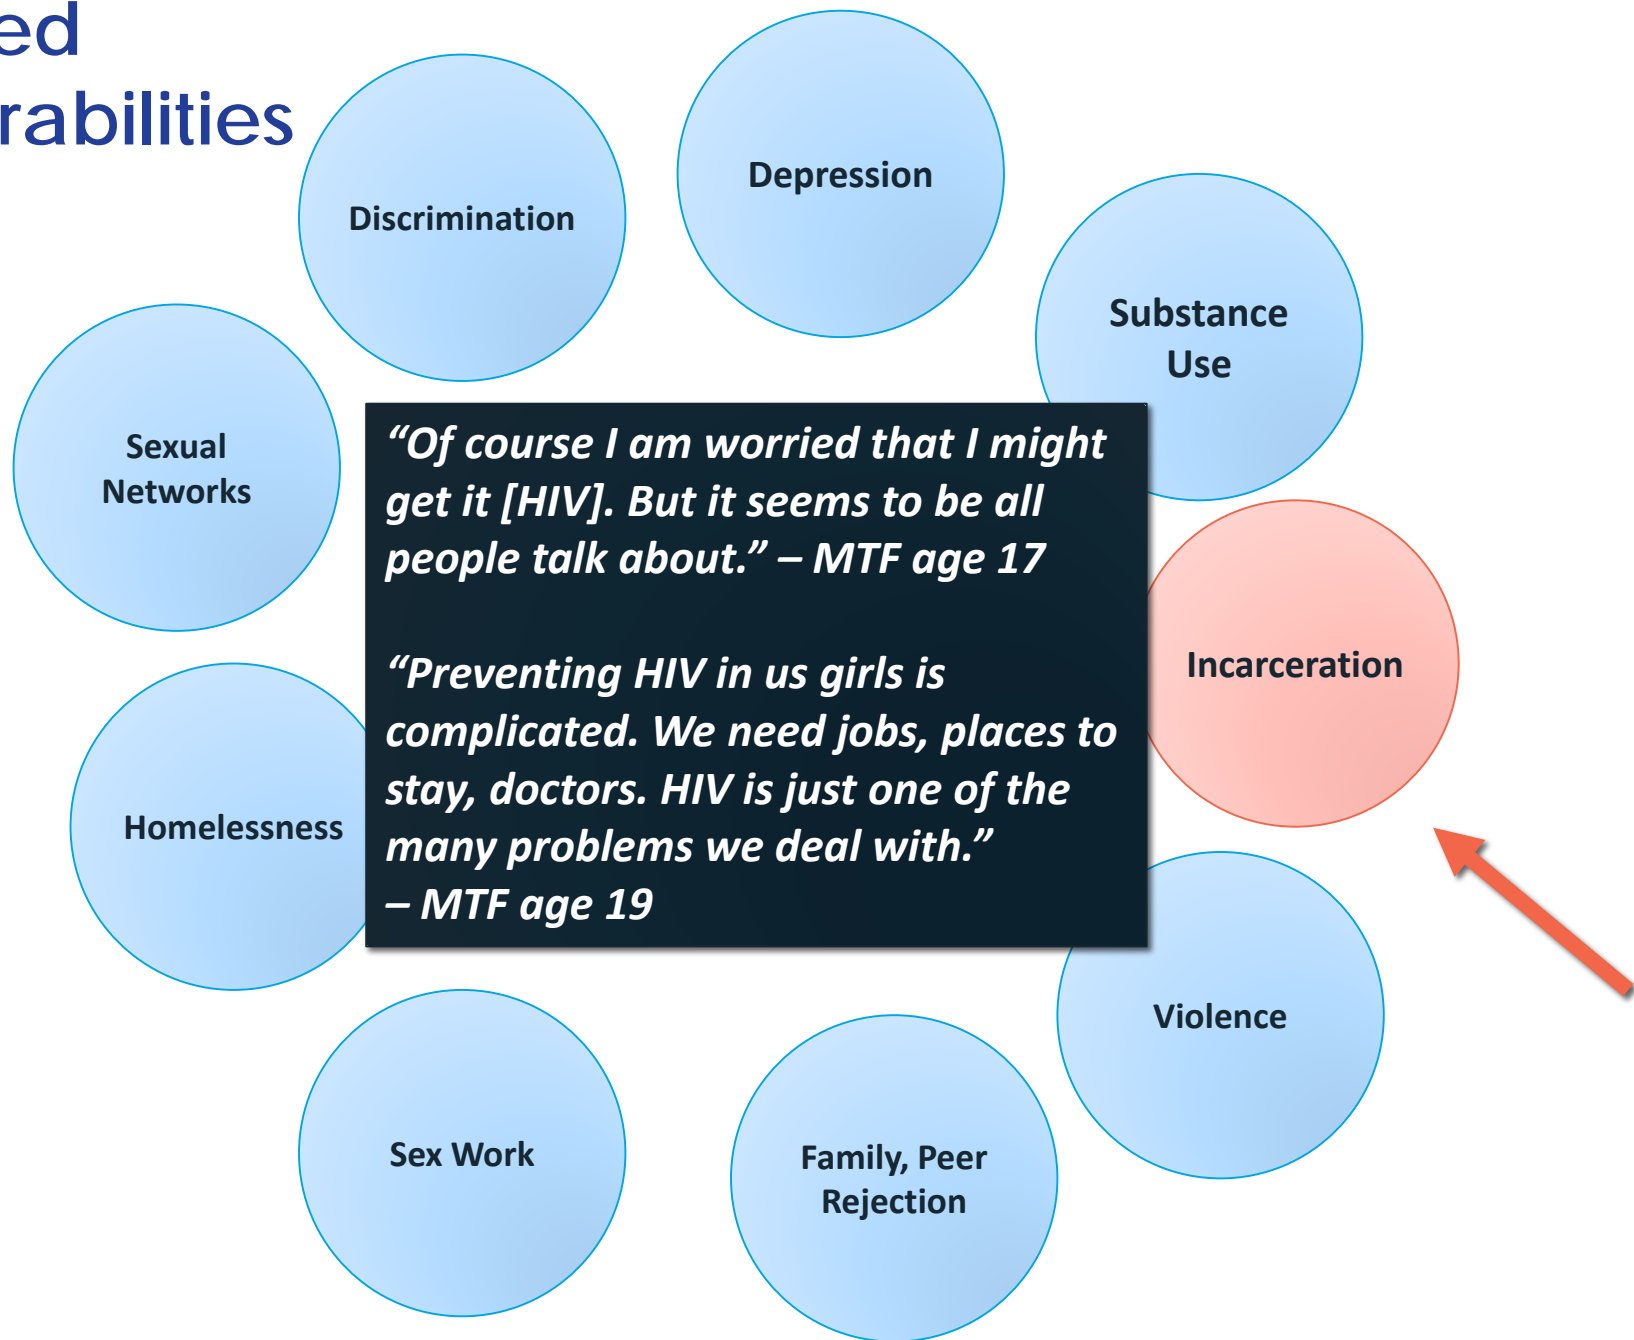 ed
rabilities
Depression
Discrimination
Substance
Use
Sexual
Networks
“Of course I am worried that I might
get it [HIV]. But it seems to be all
people talk about.” – MTF age 17
“Preventing HIV in us girls is
complicated. We need jobs, places to
stay, doctors. HIV is just one of the
many problems we deal with.”
– MTF age 19
Incarceration
Homelessness
Violence
Sex Work
Family, Peer
Rejection